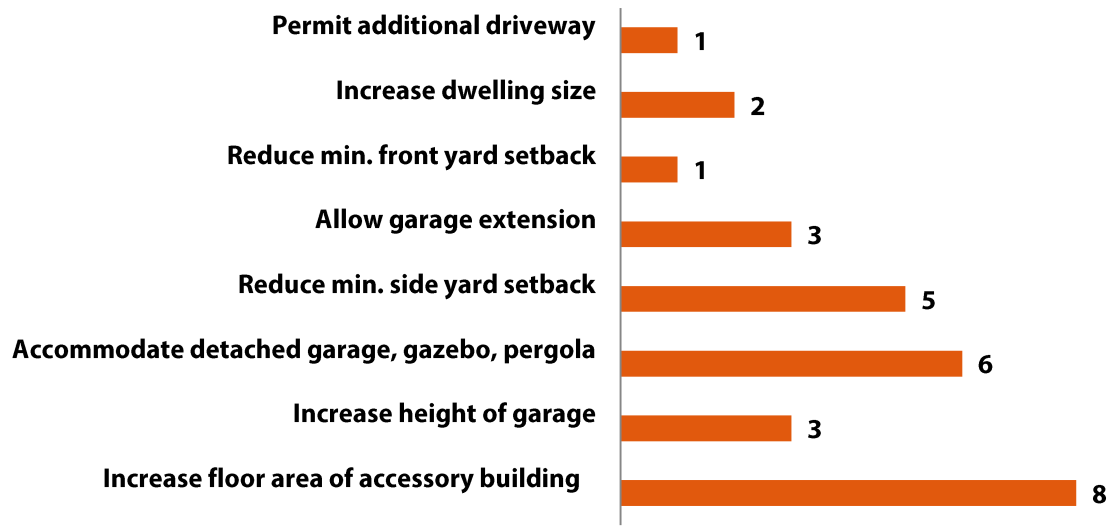 Permit additional driveway 1
Increase dwelling size 2
Reduce min. front yard setback 1
Allow garage extension 3
Reduce min. side yard setback 5
Accommodate detached garage, gazebo, pergola 6
Increase height of garage 3
Increase floor area of accessory building 8